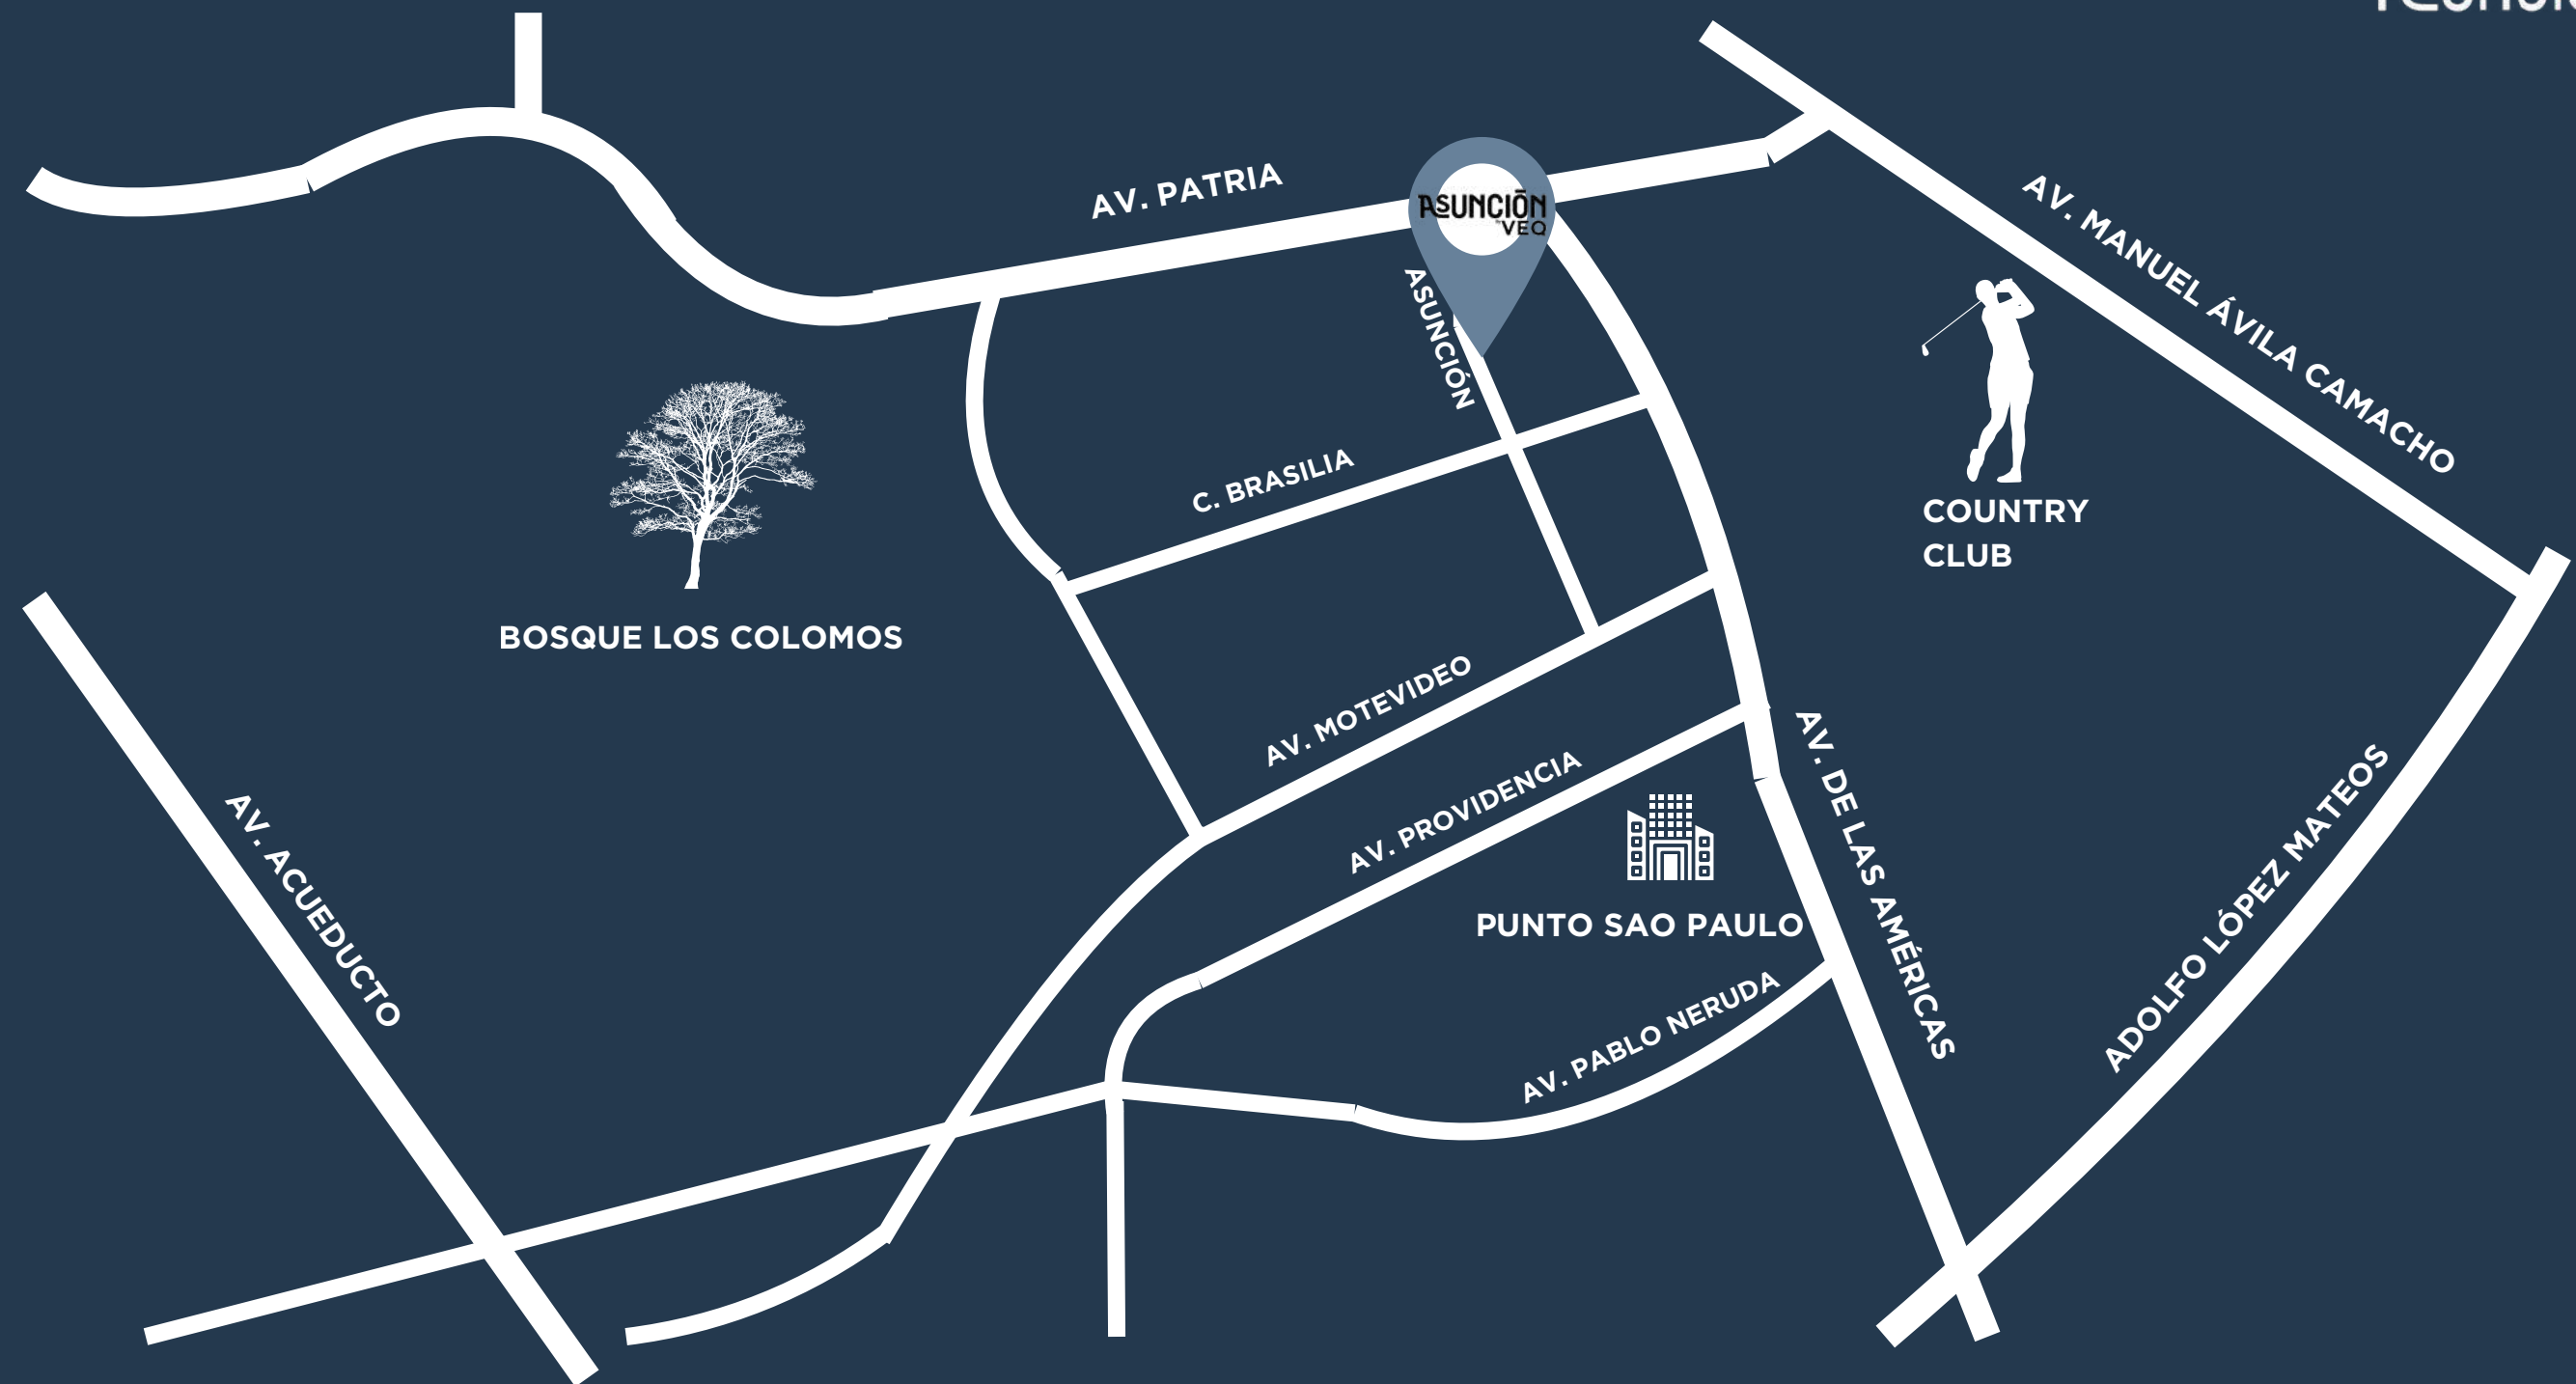 AV. PATRIA
ASUNCIÓN
VEQ
AV. MANUEL ÁVILA CAMACHO
ASUNCIÓN
C. BRASILIA
COUNTRY
CLUB
BOSQUE LOS COLOMOS
AV. MOTEVIDEO
AV. PROVIDENCIA
AV. DE LAS AMÉRICAS
ADOLFO LÓPEZ MATEOS
AV. ACUEDUCTO
PUNTO SAO PAULO
AV. PABLO NERUDA